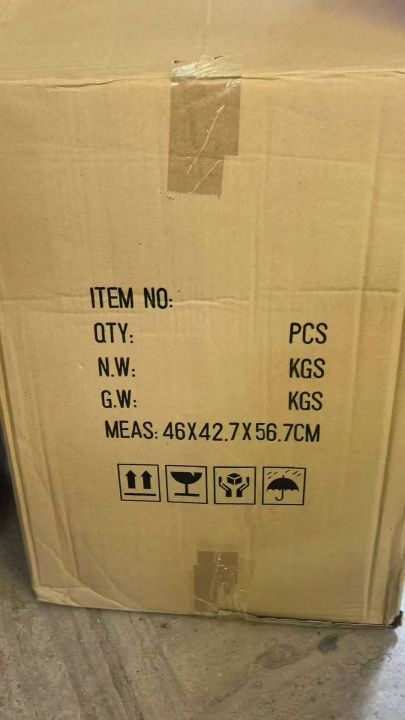 ITEM NO:
QTY: PCS
N.W: KGS
G.W: KGS
MEAS: 46X42.7X56.7CM